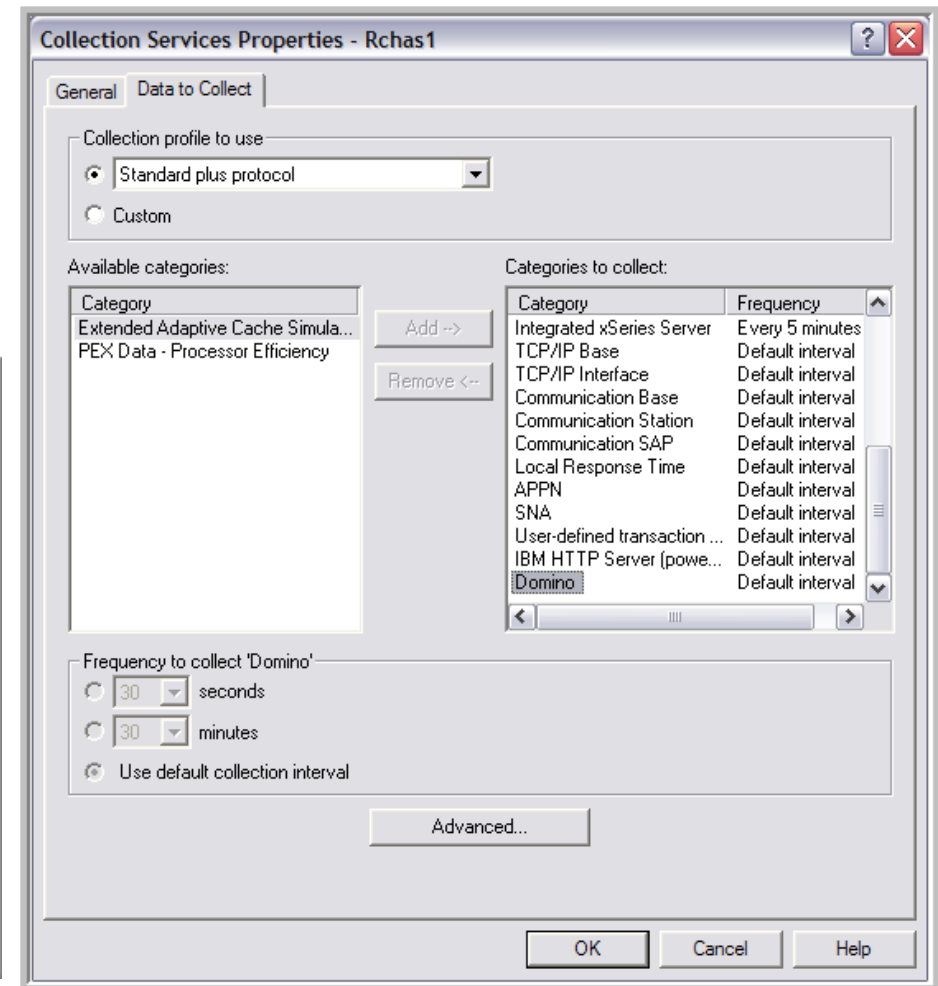 Collection Services Properties - Rchas1
?
General Data to Collect
Collection profile to use
Standard plus protocol
Custom
Available categories:
Category
Extended Adaptive Cache Simula...
PEX Data - Processor Efficiency
Add -->
Remove <--
Categories to collect:
Category Frequency
Integrated xSeries Server Every 5 minutes
TCP/IP Base Default interval
TCP/IP Interface Default interval
Communication Base Default interval
Communication Station Default interval
Communication SAP Default interval
Local Response Time Default interval
APPN Default interval
SNA Default interval
User-defined transaction ... Default interval
IBM HTTP Server (powe... Default interval
Domino Default interval
Frequency to collect 'Domino'
30 seconds
30 minutes
Use default collection interval
Advanced...
OK Cancel Help